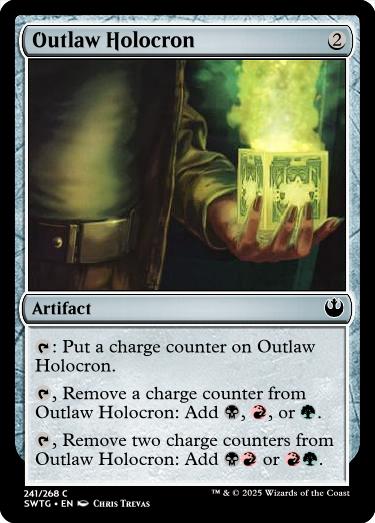 Outlaw Holocron 2
Artifact
: Put a charge counter on Outlaw
Holocron.
, Remove a charge counter from
Outlaw Holocron: Add , , or .
, Remove two charge counters from
Outlaw Holocron: Add or .
241/268 C
SWTG • EN Chris Trevas
™ & © 2025 Wizards of the Coast